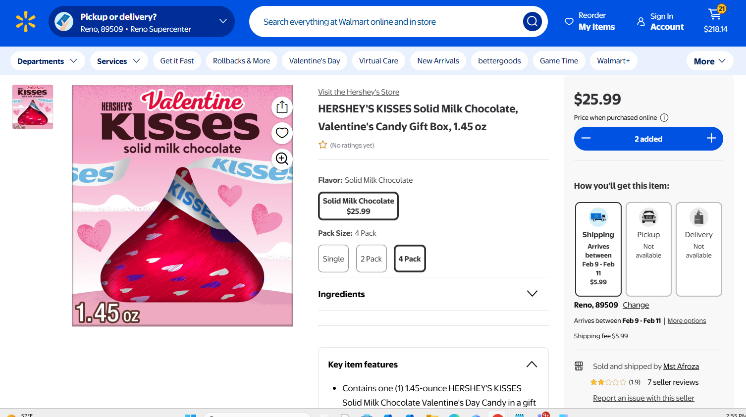 Pickup or delivery?
Reno, 89509 • Reno Supercenter
Search everything at Walmart online and in store
Reorder
My Items
Sign In
Account
21
$218.14
Departments
Services
Get it Fast
Rollbacks & More
Valentine's Day
Virtual Care
New Arrivals
bettergoods
Game Time
Walmart+
More
Valentine
HERSHEY'S
KISSES
solid milk chocolate
KISSES
1.45 OZ
Visit the Hershey's Store
HERSHEY'S KISSES Solid Milk Chocolate,
Valentine's Candy Gift Box, 1.45 oz
(No ratings yet)
Flavor: Solid Milk Chocolate
Solid Milk Chocolate
$25.99
Pack Size: 4 Pack
Single
2 Pack
4 Pack
Ingredients
Key item features
• Contains one (1) 1.45-ounce HERSHEY'S KISSES
Solid Milk Chocolate Valentine's Day Candy in a gift
$25.99
Price when purchased online
2 added
How you'll get this item:
Shipping
Arrives
between
Feb 9 - Feb
11
$5.99
Pickup
Not
available
Delivery
Not
available
Reno, 89509 Change
Arrives between Feb 9 - Feb 11 | More options
Shipping fee $5.99
Sold and shipped by Mst Afroza
(1.9) 7 seller reviews
Report an issue with this seller